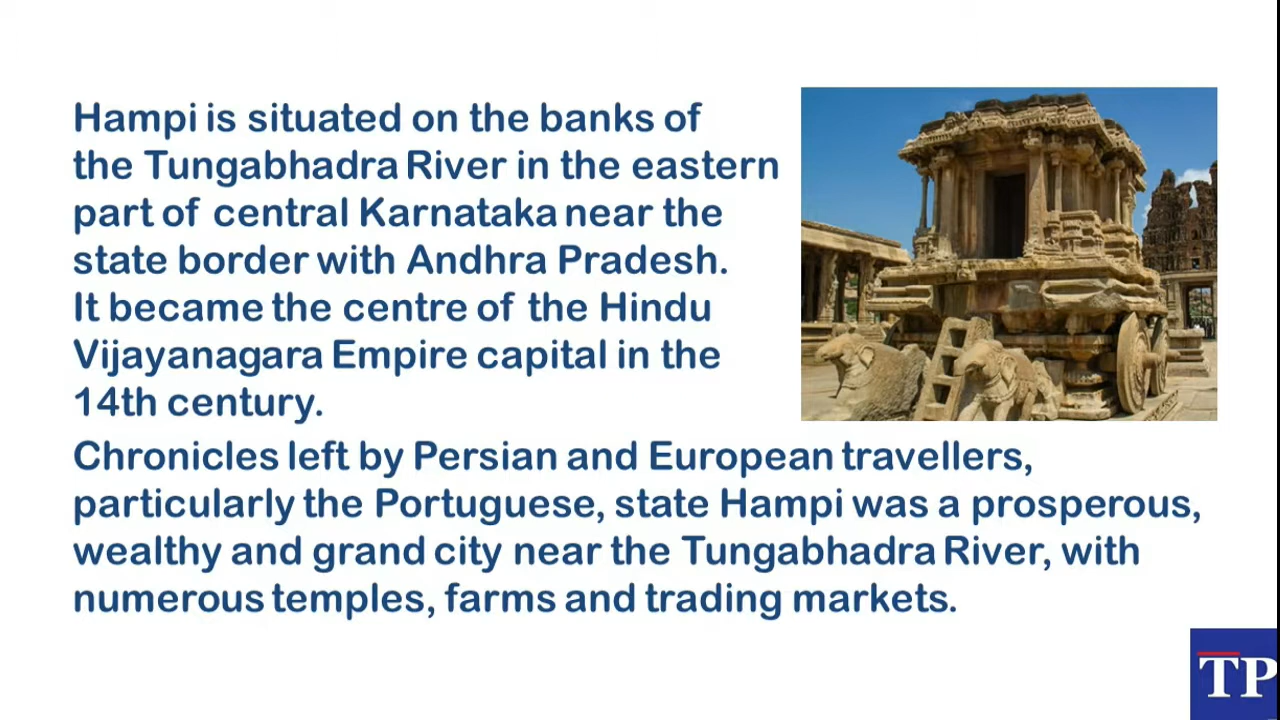 Hampi is situated on the banks of
the Tungabhadra River in the eastern
part of central Karnataka near the
state border with Andhra Pradesh.
It became the centre of the Hindu
Vijayanagara Empire capital in the
14th century.
Chronicles left by Persian and European travellers,
particularly the Portuguese, state Hampi was a prosperous,
wealthy and grand city near the Tungabhadra River, with
numerous temples, farms and trading markets.
TP